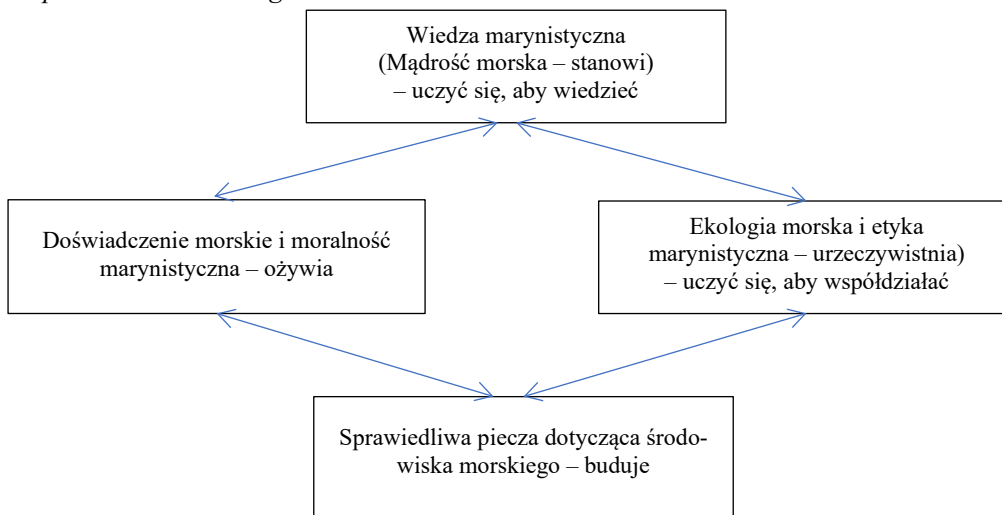 Wiedza marynistyczna
(Mądrość morska – stanowi)
– uczyć się, aby wiedzieć
Doświadczenie morskie i moralność
marynistyczna – ożywia
Ekologia morska i etyka
marynistyczna – urzeczywistnia)
– uczyć się, aby współdziałać
Sprawiedliwa piecza dotycząca środo-
wiska morskiego – buduje